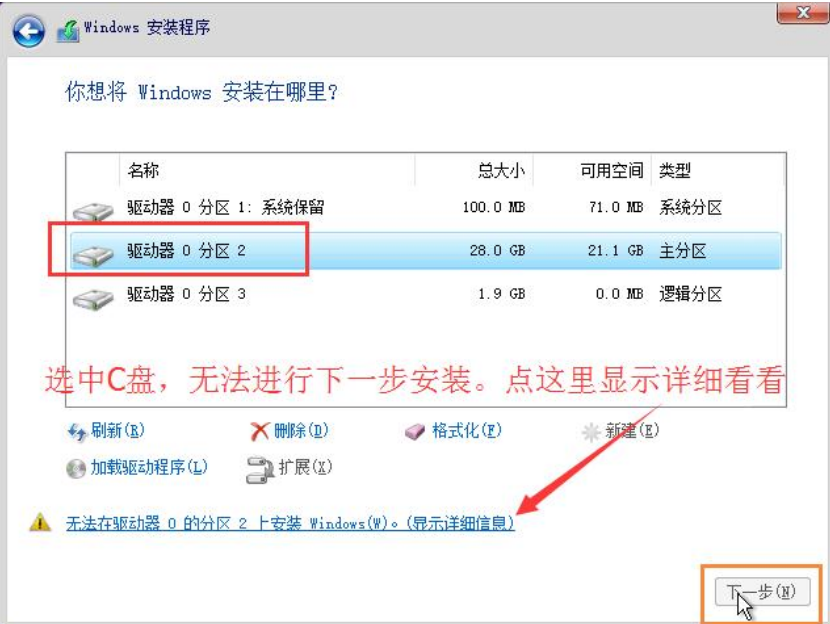 Windows 安装程序
你想将 Windows 安装在哪里?
名称 总大小 可用空间 类型
驱动器 0 分区 1: 系统保留 100.0 MB 71.0 MB 系统分区
驱动器 0 分区 2 28.0 GB 21.1 GB 主分区
驱动器 0 分区 3 1.9 GB 0.0 MB 逻辑分区
选中C盘，无法进行下一步安装。点这里显示详细看看
刷新(R) 删除(D) 格式化(F) 新建(E)
加载驱动程序(L) 扩展(X)
无法在驱动器 0 的分区 2 上安装 Windows(W)。(显示详细信息)
下一步(N)